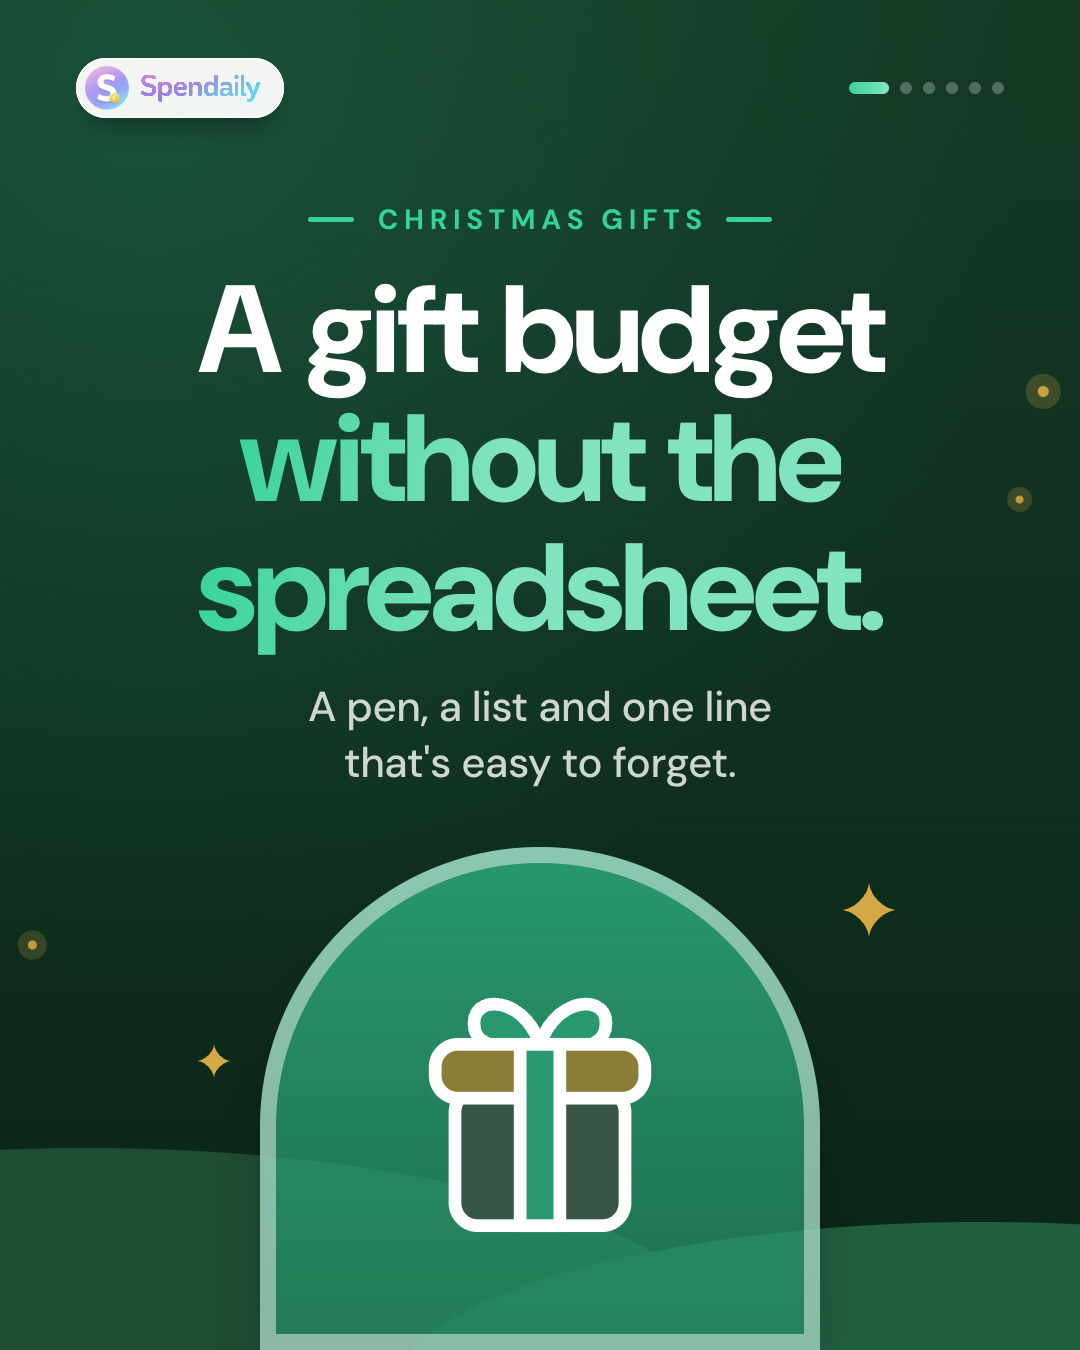 Spendaily
CHRISTMAS GIFTS
A gift budget
without the
spreadsheet.
A pen, a list and one line
that's easy to forget.